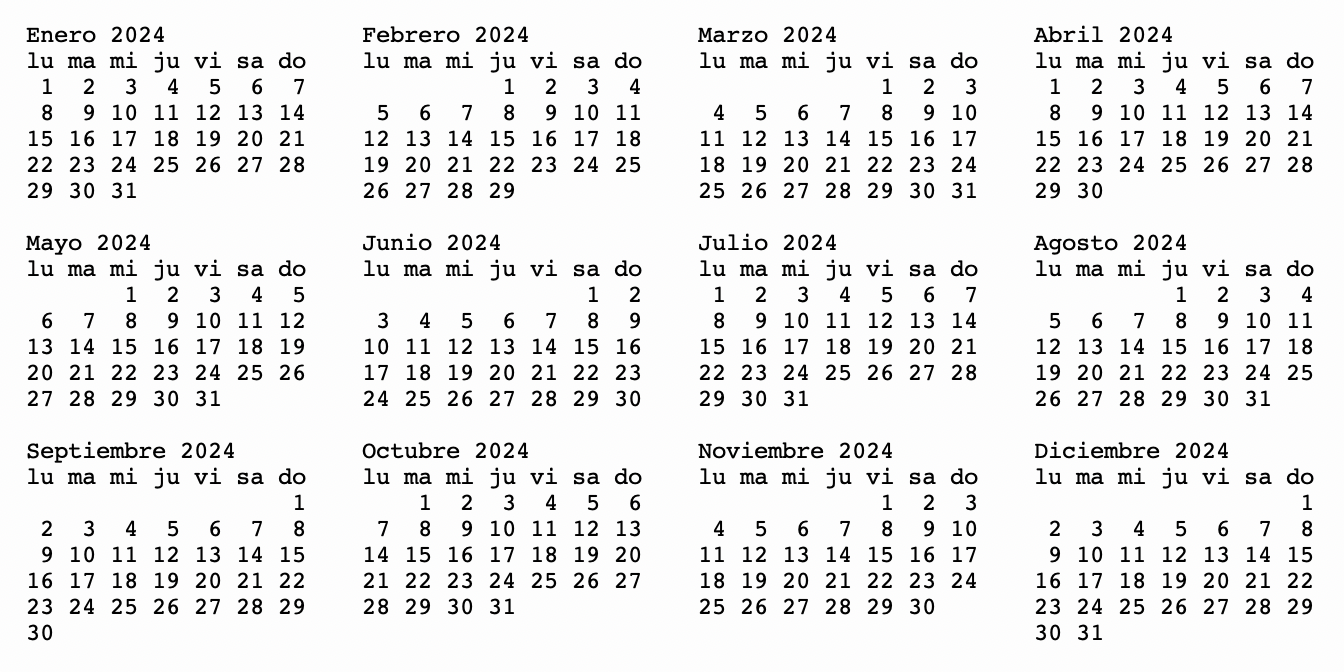 Enero 2024
lu ma mi ju vi sa do
1 2 3 4 5 6 7
8 9 10 11 12 13 14
15 16 17 18 19 20 21
22 23 24 25 26 27 28
29 30 31
Febrero 2024
lu ma mi ju vi sa do
1 2 3 4
5 6 7 8 9 10 11
12 13 14 15 16 17 18
19 20 21 22 23 24 25
26 27 28 29
Marzo 2024
lu ma mi ju vi sa do
1 2 3
4 5 6 7 8 9 10
11 12 13 14 15 16 17
18 19 20 21 22 23 24
25 26 27 28 29 30 31
Abril 2024
lu ma mi ju vi sa do
1 2 3 4 5 6 7
8 9 10 11 12 13 14
15 16 17 18 19 20 21
22 23 24 25 26 27 28
29 30
Mayo 2024
lu ma mi ju vi sa do
1 2 3 4 5
6 7 8 9 10 11 12
13 14 15 16 17 18 19
20 21 22 23 24 25 26
27 28 29 30 31
Junio 2024
lu ma mi ju vi sa do
1 2
3 4 5 6 7 8 9
10 11 12 13 14 15 16
17 18 19 20 21 22 23
24 25 26 27 28 29 30
Julio 2024
lu ma mi ju vi sa do
1 2 3 4 5 6 7
8 9 10 11 12 13 14
15 16 17 18 19 20 21
22 23 24 25 26 27 28
29 30 31
Agosto 2024
lu ma mi ju vi sa do
1 2 3 4
5 6 7 8 9 10 11
12 13 14 15 16 17 18
19 20 21 22 23 24 25
26 27 28 29 30 31
Septiembre 2024
lu ma mi ju vi sa do
1
2 3 4 5 6 7 8
9 10 11 12 13 14 15
16 17 18 19 20 21 22
23 24 25 26 27 28 29
30
Octubre 2024
lu ma mi ju vi sa do
1 2 3 4 5 6
7 8 9 10 11 12 13
14 15 16 17 18 19 20
21 22 23 24 25 26 27
28 29 30 31
Noviembre 2024
lu ma mi ju vi sa do
1 2 3
4 5 6 7 8 9 10
11 12 13 14 15 16 17
18 19 20 21 22 23 24
25 26 27 28 29 30
Diciembre 2024
lu ma mi ju vi sa do
1
2 3 4 5 6 7 8
9 10 11 12 13 14 15
16 17 18 19 20 21 22
23 24 25 26 27 28 29
30 31